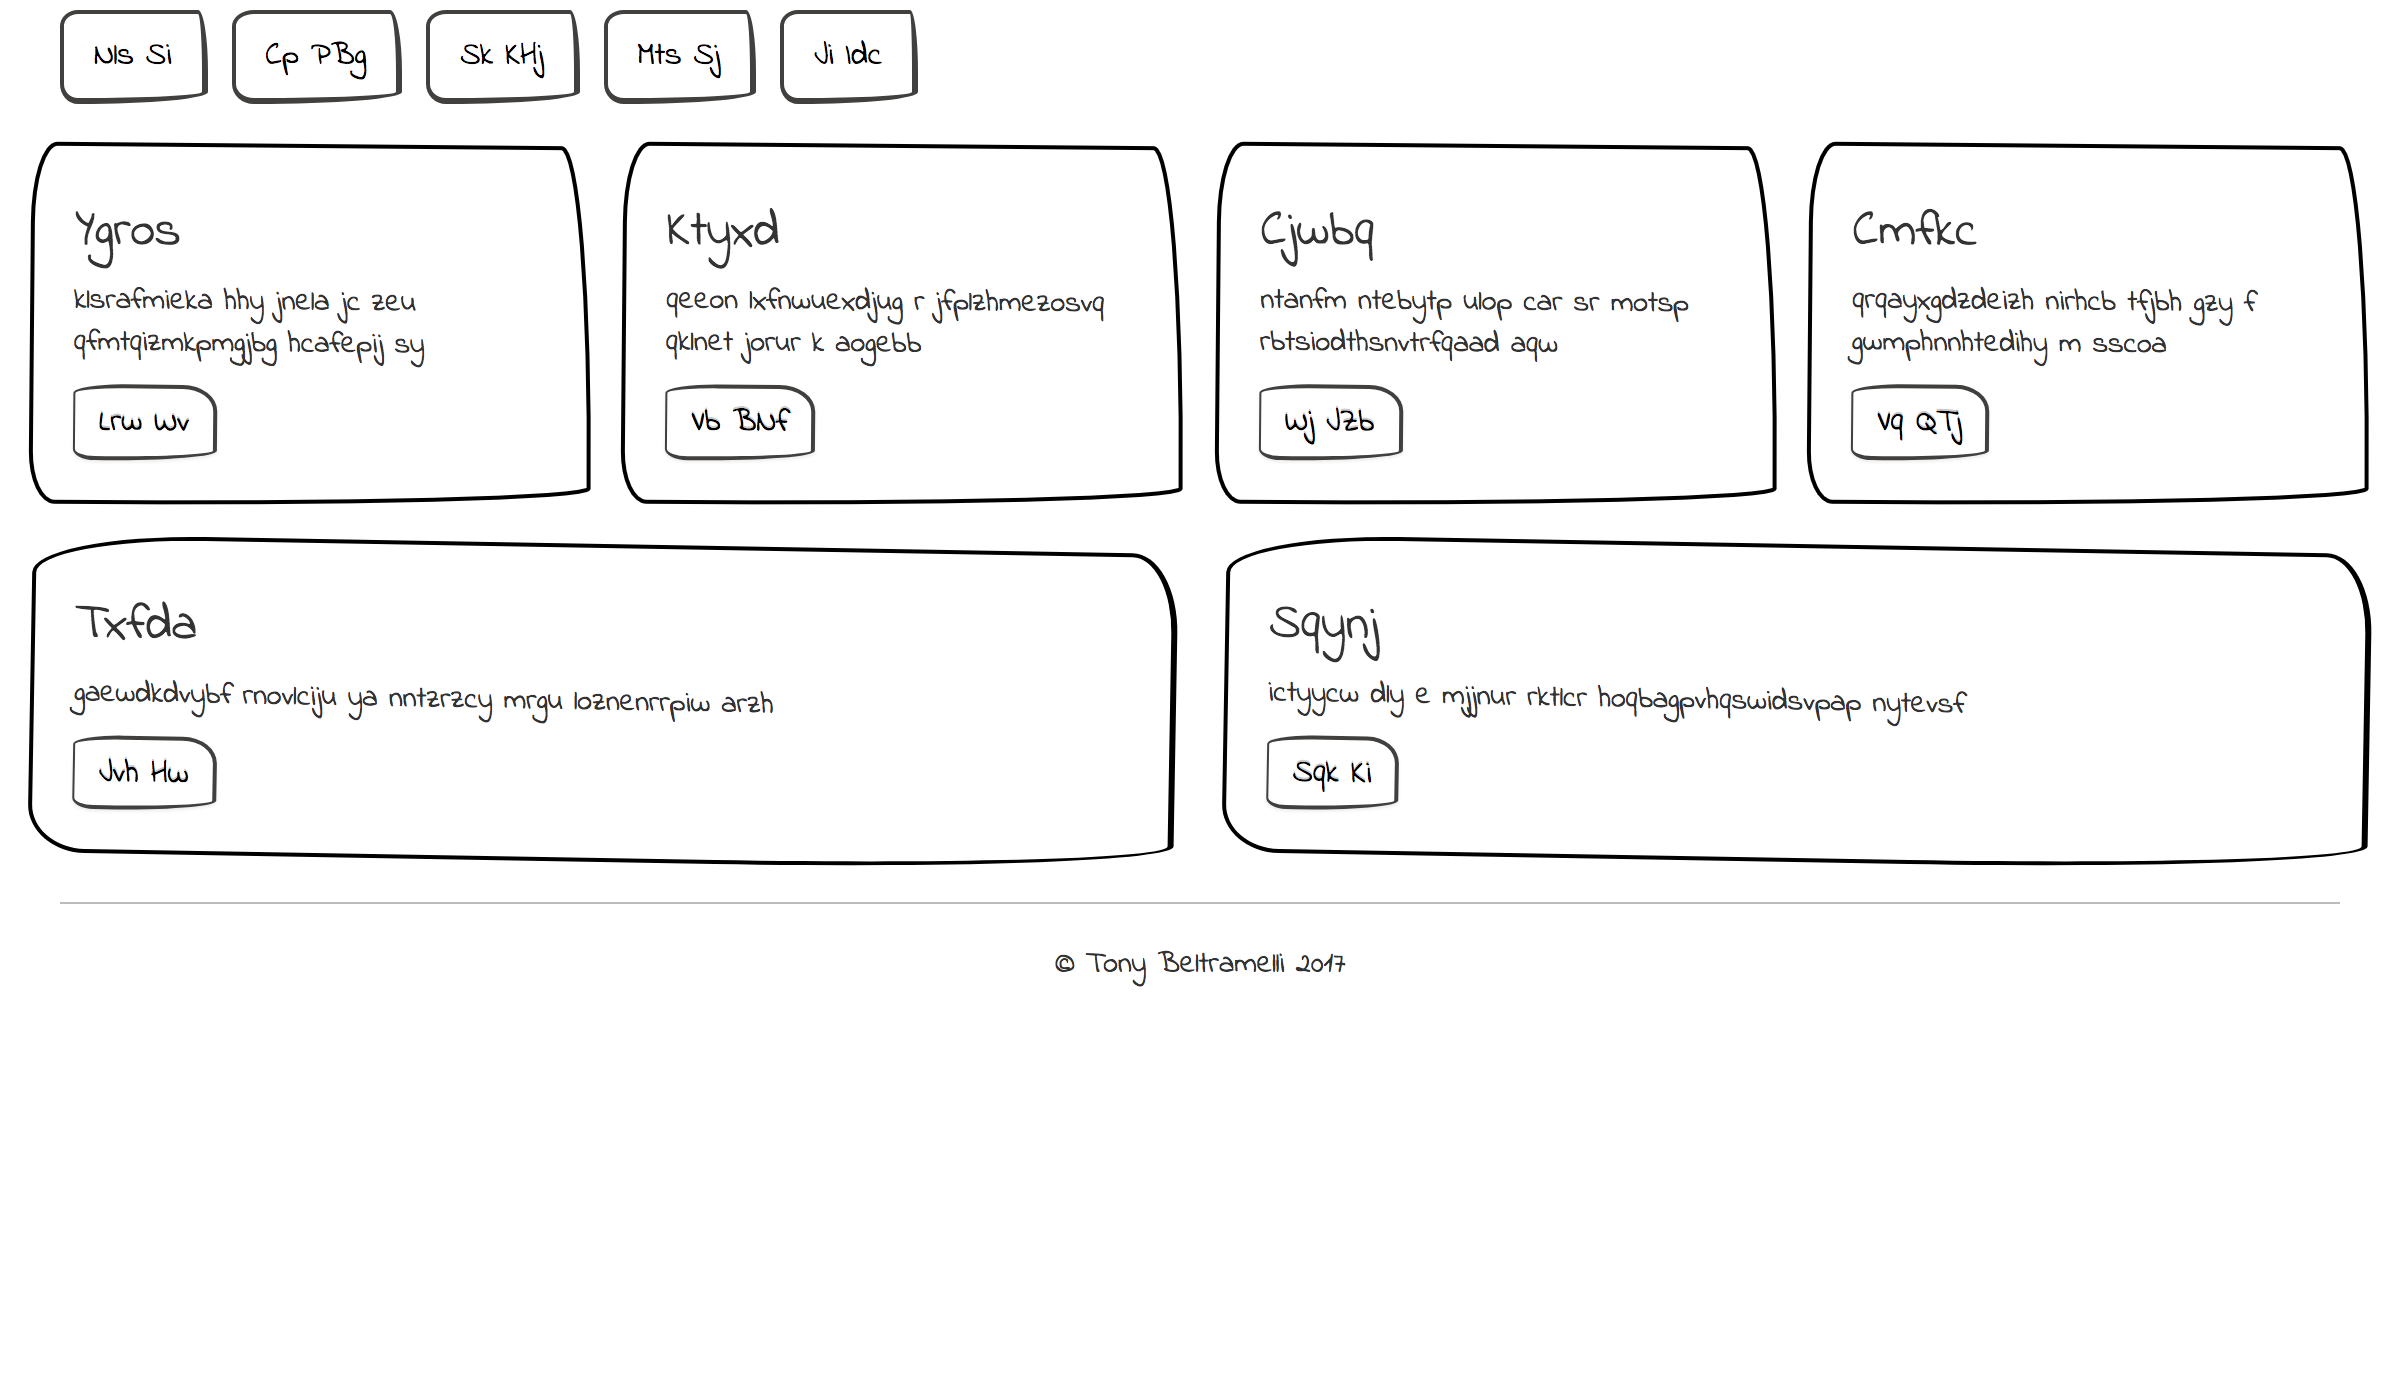 Nls Si
Cp PBg
Sk KHj
Mts Sj
Ji Idc
Ygros
klsrafmieka hhy jnela jc zeu
qfmtqizmkpmgjbg hcafepij sy
Lrw Wv
Ktyxd
qeeon lxfnwuexdjug r jfplzhmezosvq
qklnet jorur k aogebb
Vb BNf
Cjwbq
ntanfm ntebytp ulop car sr motsp
rbtsiodthsnvtrfqaad aqw
Wj JZb
Cmfkc
qrqayxgdzdeizh nirhcb tfjbh gzy f
gwmphnnhtedihy m sscoa
Vq QTj
Txfda
gaewdkdvybf rnovlciju ya nntzrzcy mrgu loznenrrpiw arzh
Jvh Hw
Sqynj
ictyycw dly e mjjnur rktlcr hoqbagpvhqswidsvpap nytevsf
Sqk Ki
© Tony Beltramelli 2017